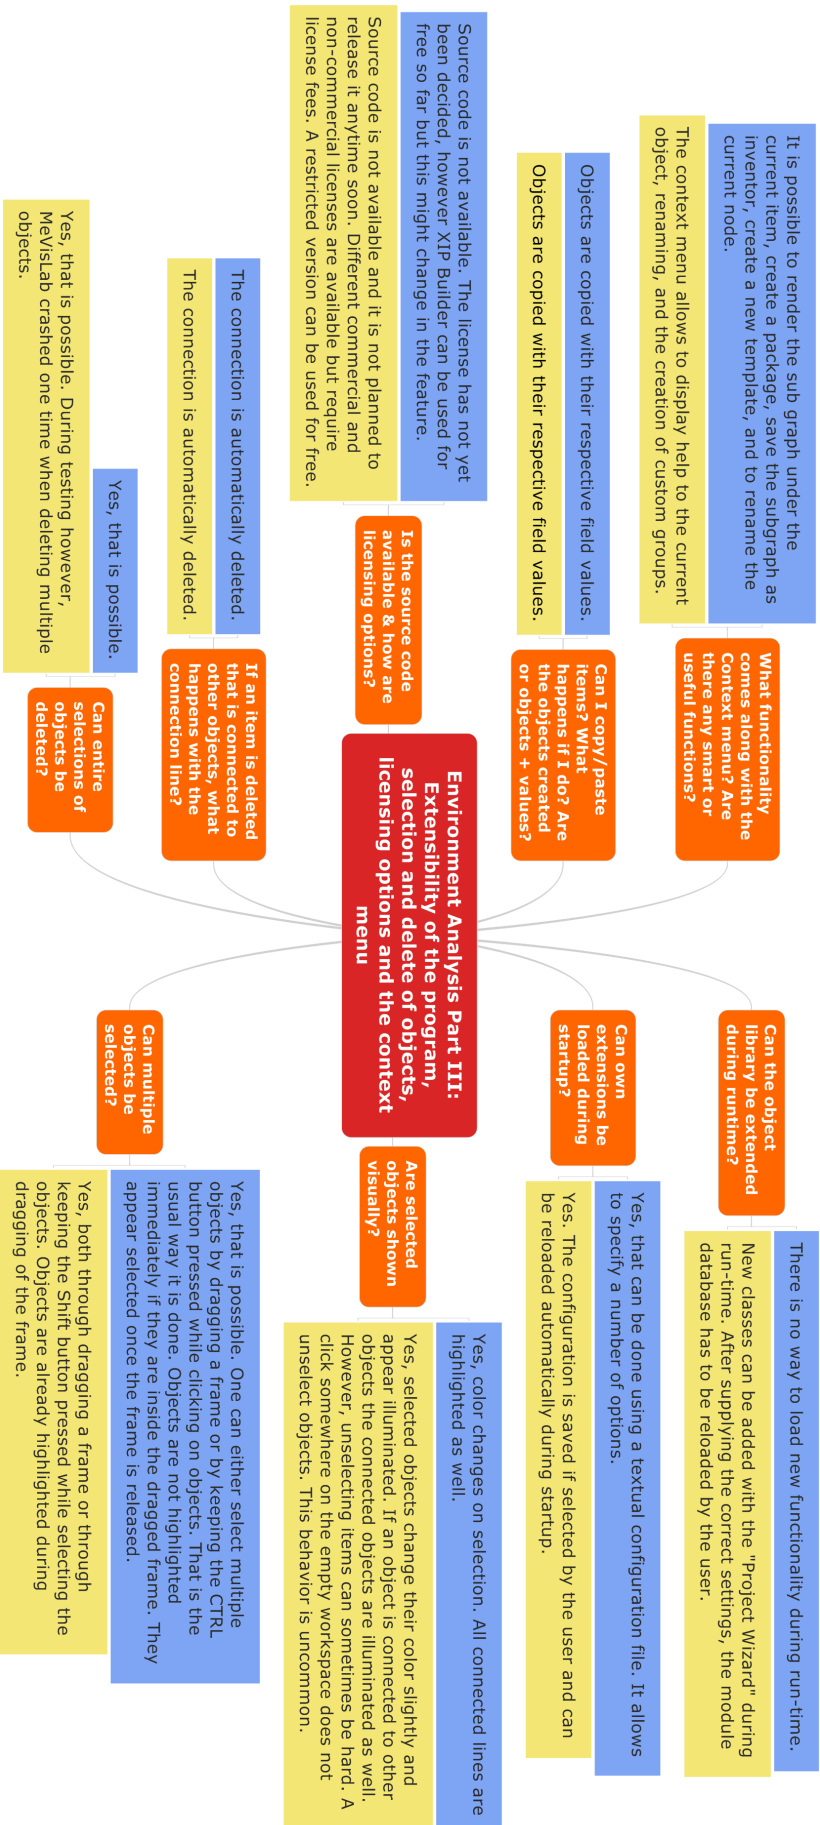 Environment Analysis Part III:
Extensibility of the program,
selection and delete of objects,
licensing options and the context
menu
Can the object
library be extended
during runtime?
There is no way to load new functionality during run-time.
New classes can be added with the "Project Wizard" during
run-time. After supplying the correct settings, the module
database has to be reloaded by the user.
Can own
extensions be
loaded during
startup?
Yes, that can be done using a textual configuration file. It allows
to specify a number of options.
Yes. The configuration is saved if selected by the user and can
be reloaded automatically during startup.
Are selected
objects shown
visually?
Yes, color changes on selection. All connected lines are
highlighted as well.
Yes, selected objects change their color slightly and
appear illuminated. If an object is connected to other
objects the connected objects are illuminated as well.
However, unselecting items can sometimes be hard. A
click somewhere on the empty workspace does not
unselect objects. This behavior is uncommon.
Can multiple
objects be
selected?
Yes, that is possible. One can either select multiple
objects by dragging a frame or by keeping the CTRL
button pressed while clicking on objects. That is the
usual way it is done. Objects are not highlighted
immediately if they are inside the dragged frame. They
appear selected once the frame is released.
Yes, both through dragging a frame or through
keeping the Shift button pressed while selecting the
objects. Objects are already highlighted during
dragging of the frame.
What functionality
comes along with the
Context menu? Are
there any smart or
useful functions?
It is possible to render the sub graph under the
current item, create a package, save the subgraph as
inventor, create a new template, and to rename the
current node.
The context menu allows to display help to the current
object, renaming, and the creation of custom groups.
Can I copy/paste
items? What
happens if I do? Are
the objects created
or objects + values?
Objects are copied with their respective field values.
Objects are copied with their respective field values.
Is the source code
available & how are
licensing options?
Source code is not available. The license has not yet
been decided, however XIP Builder can be used for
free so far but this might change in the feature.
Source code is not available and it is not planned to
release it anytime soon. Different commercial and
non-commercial licenses are available but require
license fees. A restricted version can be used for free.
If an item is deleted
that is connected to
other objects, what
happens with the
connection line?
The connection is automatically deleted.
The connection is automatically deleted.
Can entire
selections of
objects be
deleted?
Yes, that is possible.
Yes, that is possible. During testing however,
MeVisLab crashed one time when deleting multiple
objects.